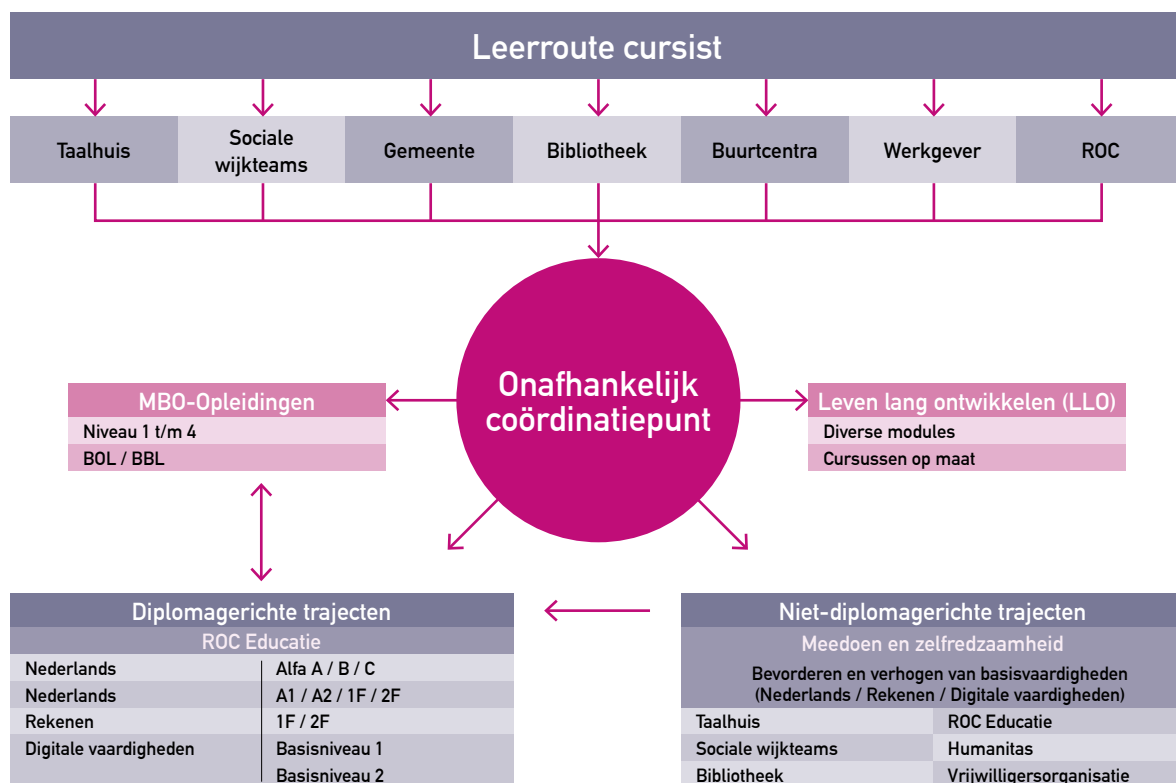 Leerroute cursist
Taalhuis
Sociale
wijkteams
Gemeente
Bibliotheek
Buurtcentra
Werkgever
ROC
Onafhankelijk
coördinatiepunt
MBO-Opleidingen
Niveau 1 t/m 4
BOL / BBL
Leven lang ontwikkelen (LLO)
Diverse modules
Cursussen op maat
Diplomagerichte trajecten
ROC Educatie
Nederlands Alfa A / B / C
Nederlands A1 / A2 / 1F / 2F
Rekenen 1F / 2F
Digitale vaardigheden Basisniveau 1
Basisniveau 2
Niet-diplomagerichte trajecten
Meedoen en zelfredzaamheid
Bevorderen en verhogen van basisvaardigheden
(Nederlands / Rekenen / Digitale vaardigheden)
Taalhuis ROC Educatie
Sociale wijkteams Humanitas
Bibliotheek Vrijwilligersorganisatie